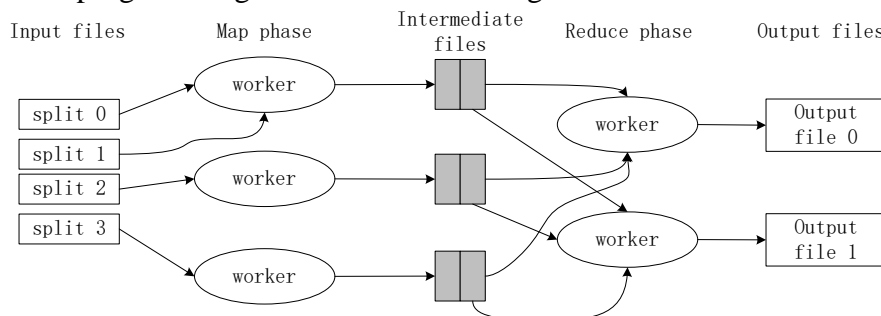 Input files
Map phase
Intermediate
files
Reduce phase
Output files
split 0
split 1
split 2
split 3
worker
worker
worker
worker
worker
Output
file 0
Output
file 1